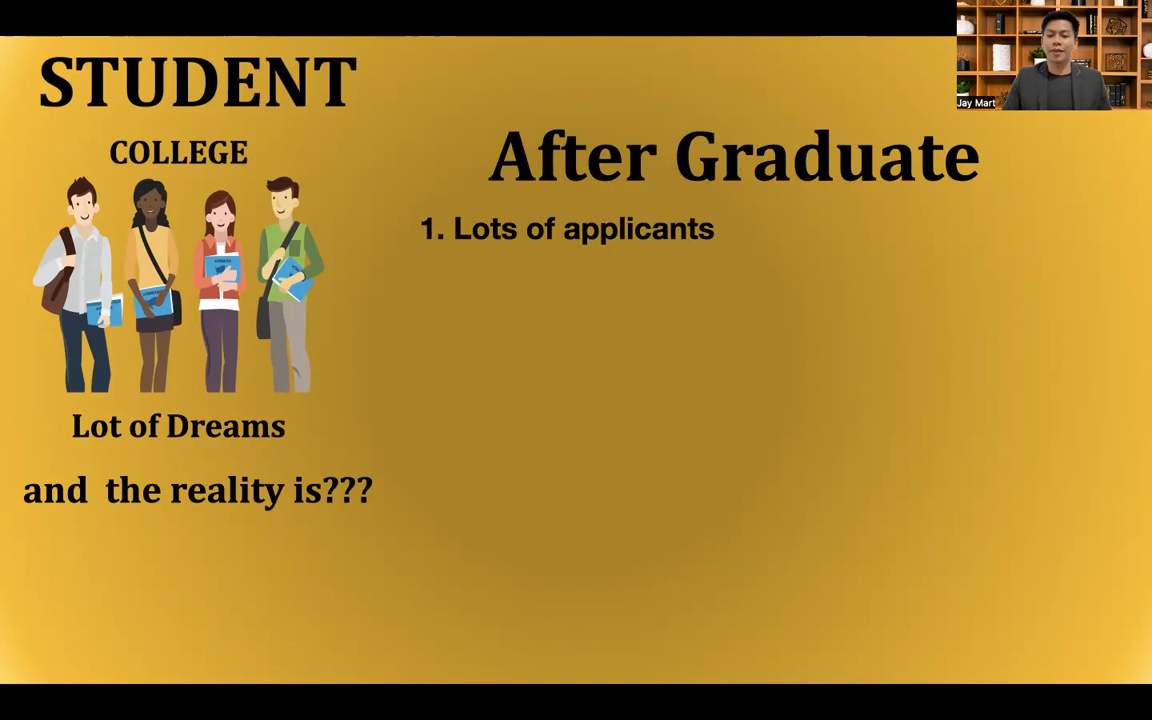 STUDENT
COLLEGE
Lot of Dreams
and the reality is???
After Graduate
1. Lots of applicants
Jay Mart